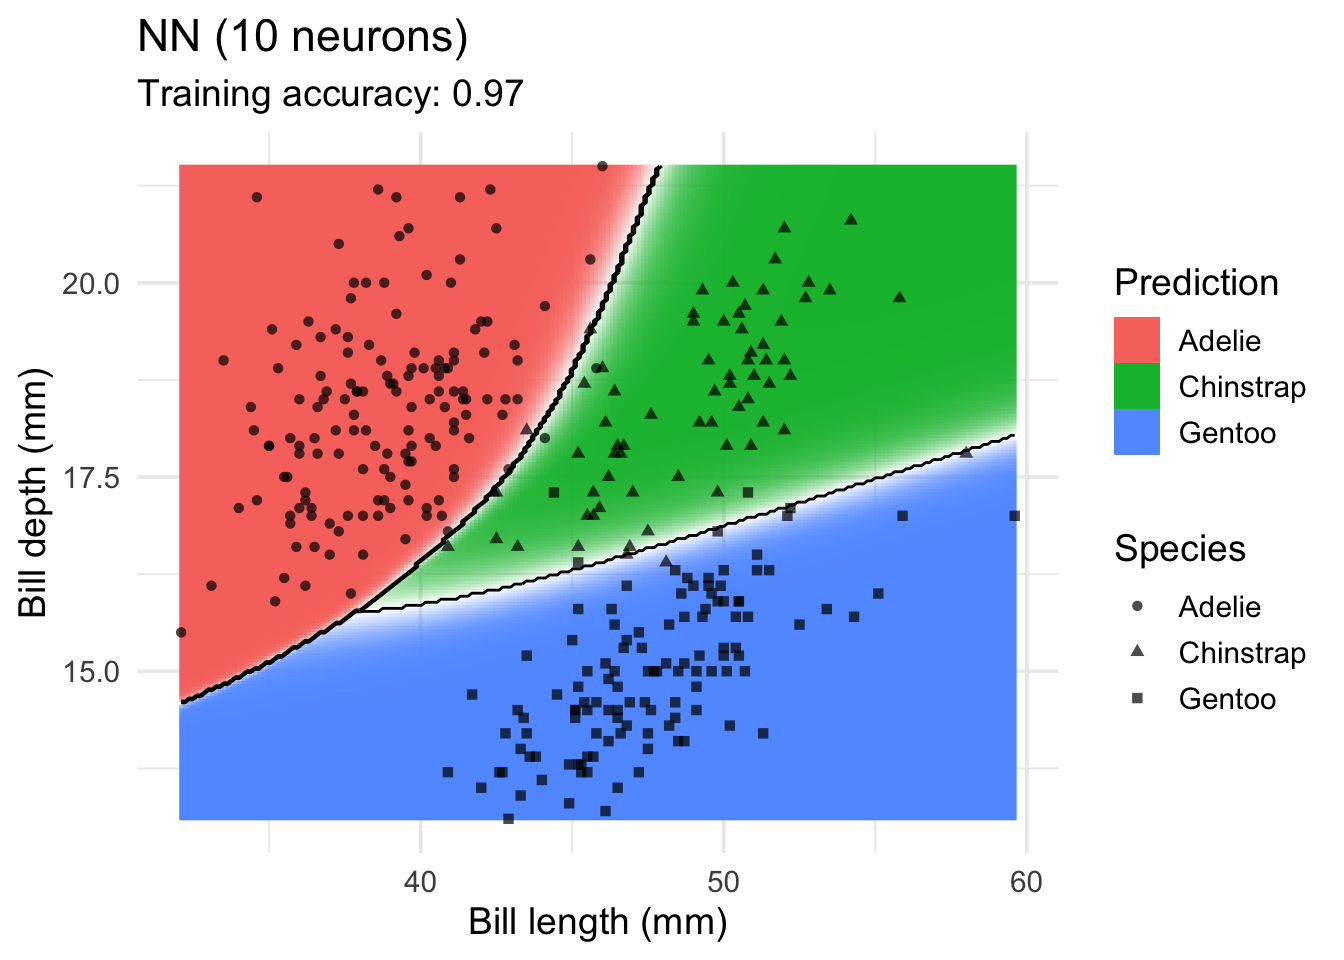 NN (10 neurons)
Training accuracy: 0.97
Bill depth (mm)
20.0
17.5
15.0
40 50 60
Bill length (mm)
Prediction
Adelie
Chinstrap
Gentoo
Species
Adelie
Chinstrap
Gentoo